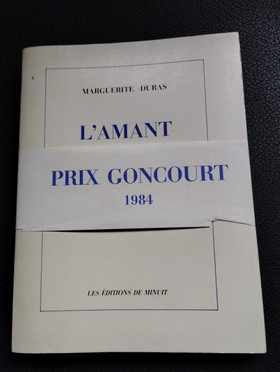 MARGUERITE DURAS
L'AMANT
PRIX GONCOURT
1984
LES ÉDITIONS DE MINUIT